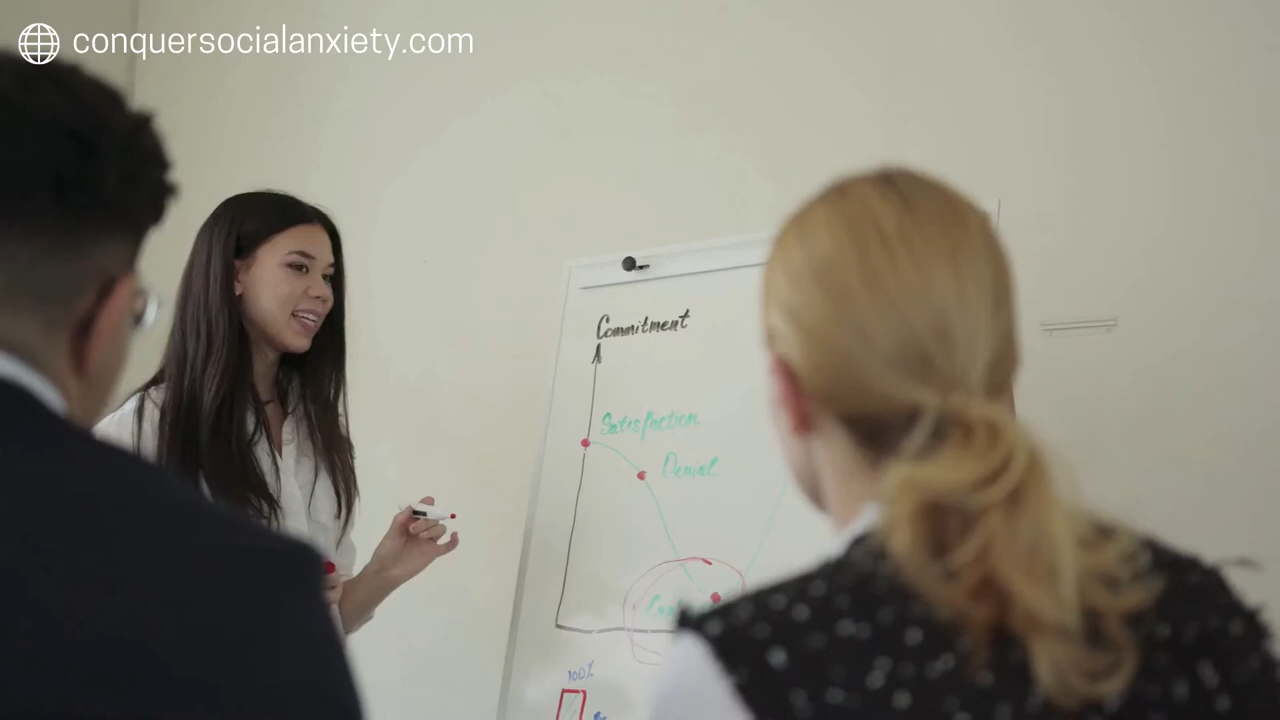 conquersocialanxiety.com
Commitment
Satisfaction
Denial
100%